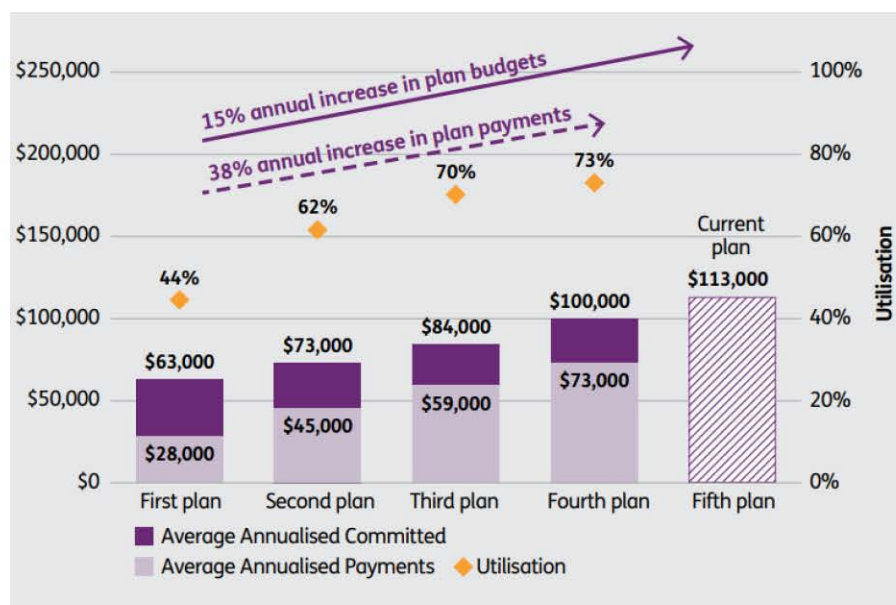 $250,000
$200,000
$150,000
$100,000
$50,000
$0
15% annual increase in plan budgets
38% annual increase in plan payments
44%
62%
70%
73%
Current
plan
$63,000
$73,000
$84,000
$100,000
$113,000
$28,000
$45,000
$59,000
$73,000
100%
80%
60%
40%
20%
0%
Utilisation
First plan
Second plan
Third plan
Fourth plan
Fifth plan
Average Annualised Committed
Average Annualised Payments
Utilisation